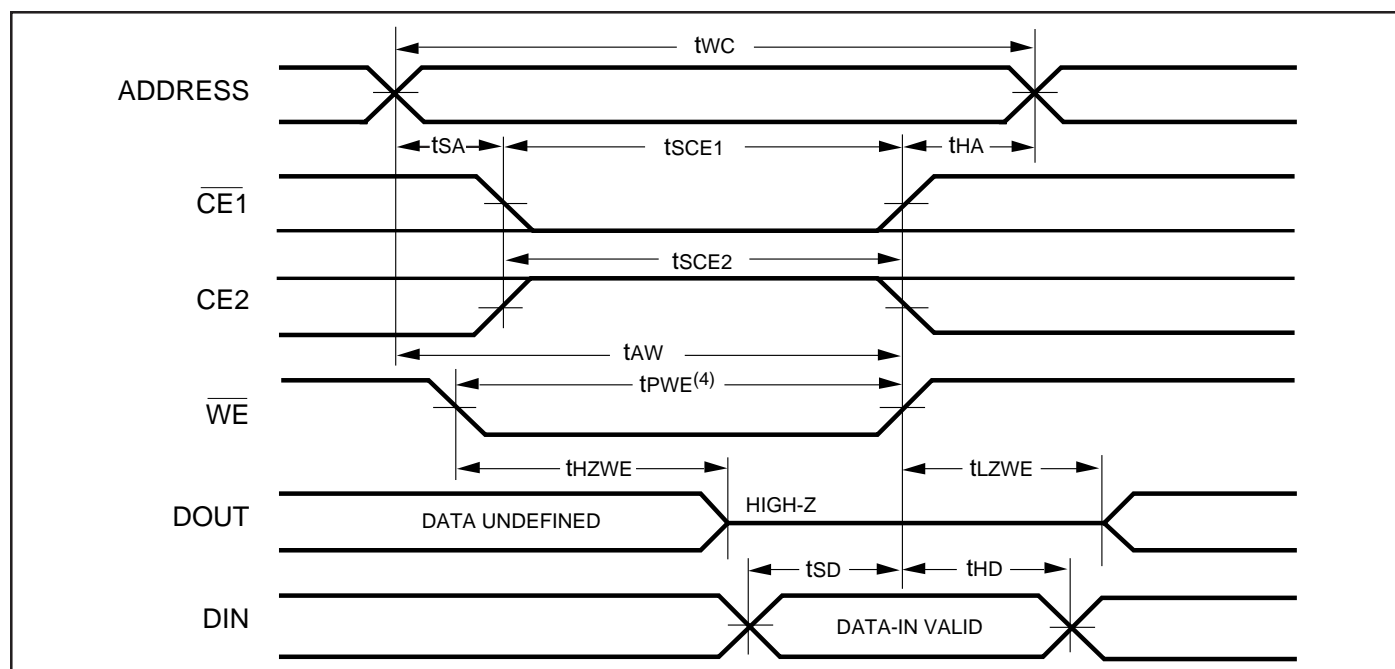 tWC
ADDRESS
tSA tSCE1 tHA
CE1
tSCE2
CE2
tAW
tPWE(4)
WE
tHZWE tLZWE
HIGH-Z
DOUT DATA UNDEFINED
tSD tHD
DIN DATA-IN VALID